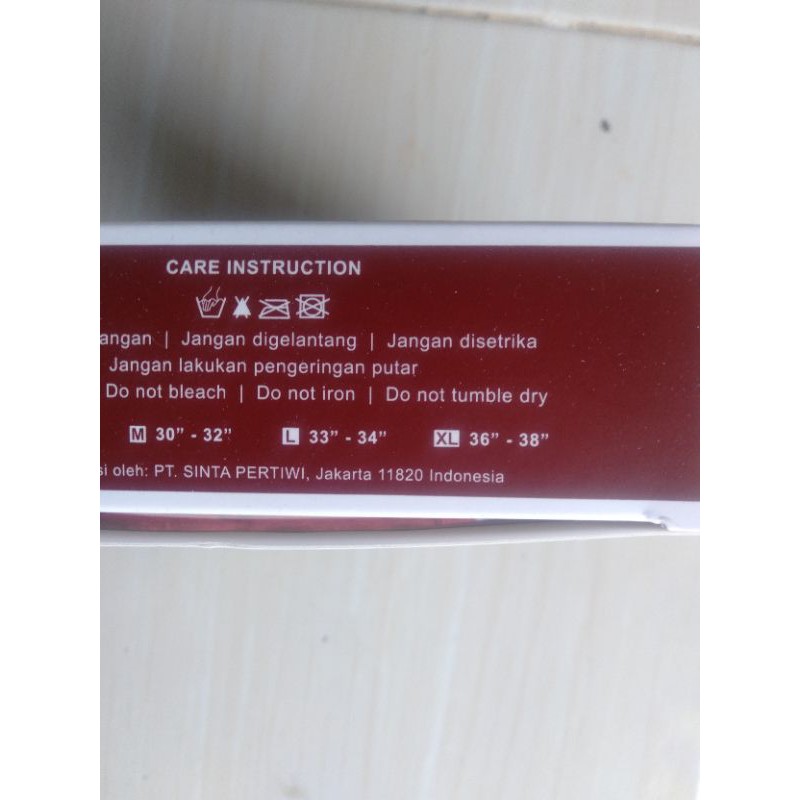 CARE INSTRUCTION
angan | Jangan digelantang | Jangan disetrika
Jangan lakukan pengeringan putar
Do not bleach | Do not iron | Do not tumble dry
M 30” - 32” L 33” - 34” XL 36” - 38”
si oleh: PT. SINTA PERTIWI, Jakarta 11820 Indonesia